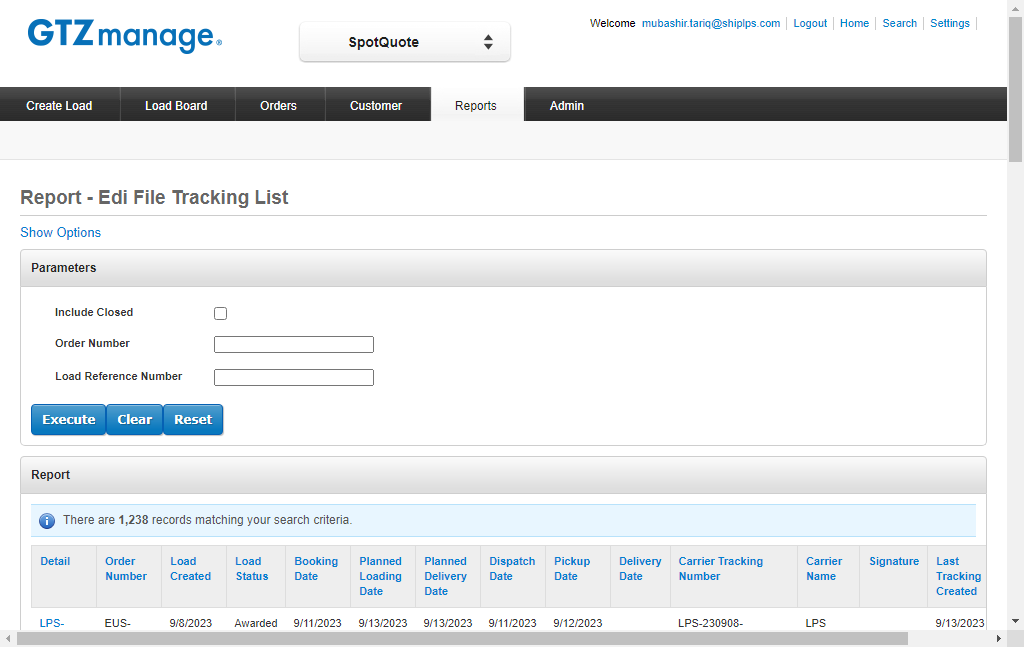 GTZmanage®
SpotQuote
Welcome mubashir.tariq@shiplps.com Logout Home Search Settings
Create Load Load Board Orders Customer Reports Admin
Report - Edi File Tracking List
Show Options
Parameters
Include Closed
Order Number
Load Reference Number
Execute Clear Reset
Report
There are 1,238 records matching your search criteria.
Detail Order Load Load Booking Planned Planned Dispatch Pickup Delivery Carrier Tracking Carrier Signature Last
Number Created Status Date Loading Delivery Date Date Date Number Name Tracking
Date Date Created
LPS- EUS- 9/8/2023 Awarded 9/11/2023 9/13/2023 9/13/2023 9/11/2023 9/12/2023 LPS-230908- LPS 9/13/2023